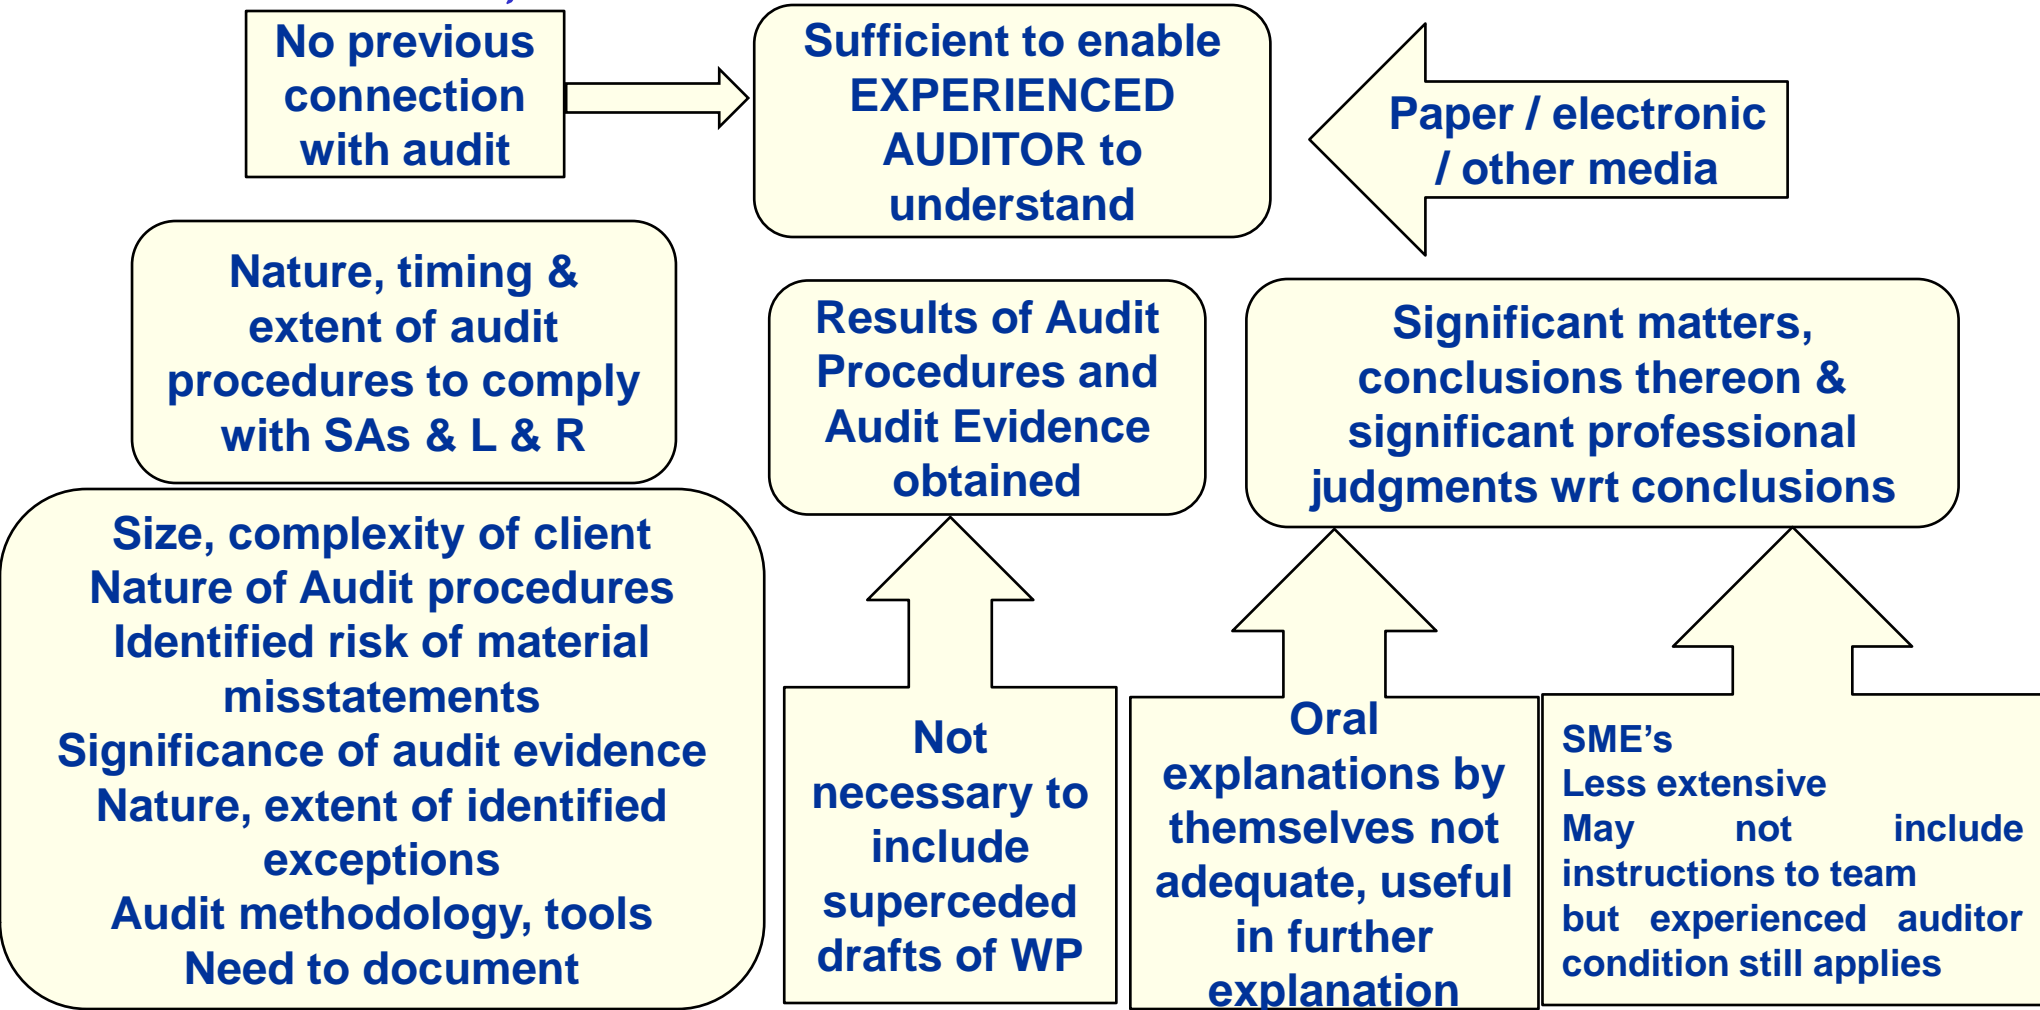 No previous
connection
with audit
Sufficient to enable
EXPERIENCED
AUDITOR to
understand
Paper / electronic
/ other media
Nature, timing &
extent of audit
procedures to comply
with SAs & L & R
Results of Audit
Procedures and
Audit Evidence
obtained
Significant matters,
conclusions thereon &
significant professional
judgments wrt conclusions
Size, complexity of client
Nature of Audit procedures
Identified risk of material
misstatements
Significance of audit evidence
Nature, extent of identified
exceptions
Audit methodology, tools
Need to document
Not
necessary to
include
superceded
drafts of WP
Oral
explanations by
themselves not
adequate, useful
in further
explanation
SME's
Less extensive
May not include
instructions to team
but experienced auditor
condition still applies